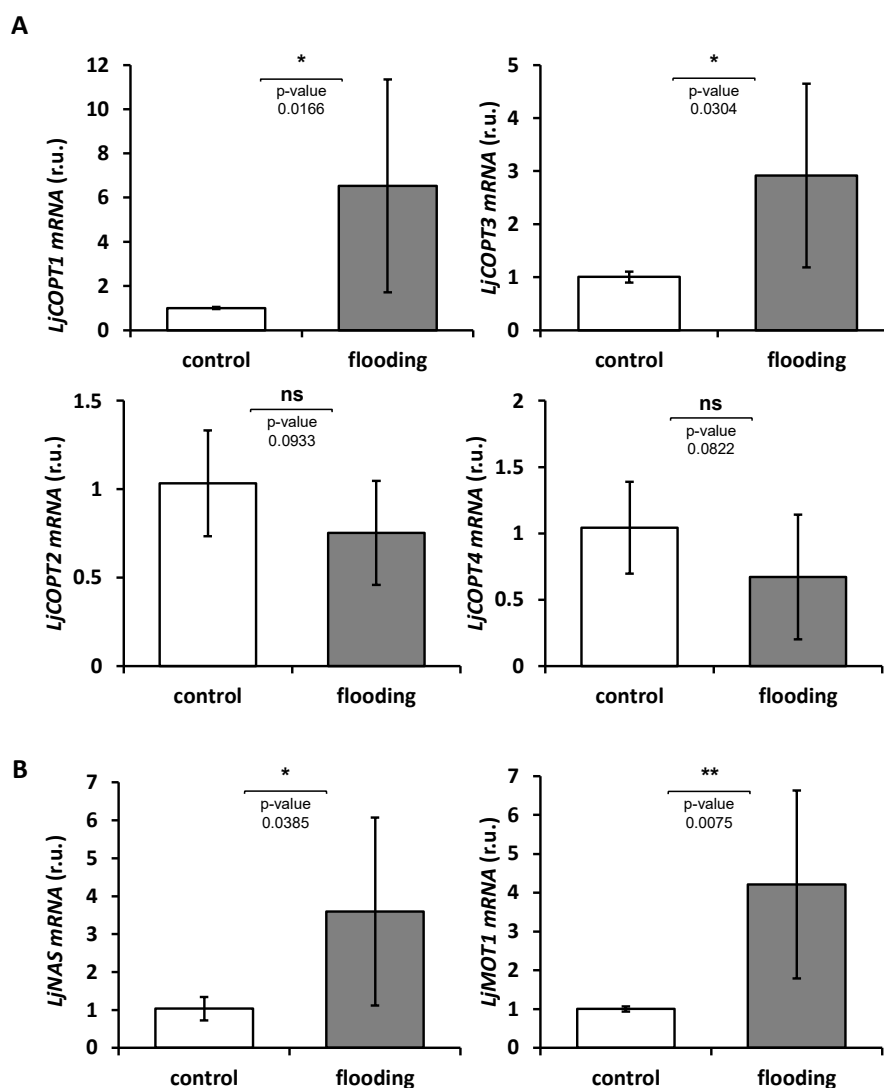 A
LjCOPT1 mRNA (r.u.)
12
10
8
6
4
2
0
*
p-value
0.0166
control flooding
LjCOPT3 mRNA (r.u.)
5
4
3
2
1
0
*
p-value
0.0304
control flooding
LjCOPT2 mRNA (r.u.)
1.5
1
0.5
0
ns
p-value
0.0933
control flooding
LjCOPT4 mRNA (r.u.)
2
1.5
1
0.5
0
ns
p-value
0.0822
control flooding
B
LjNAS mRNA (r.u.)
7
6
5
4
3
2
1
0
*
p-value
0.0385
control flooding
LjMOT1 mRNA (r.u.)
7
6
5
4
3
2
1
0
**
p-value
0.0075
control flooding